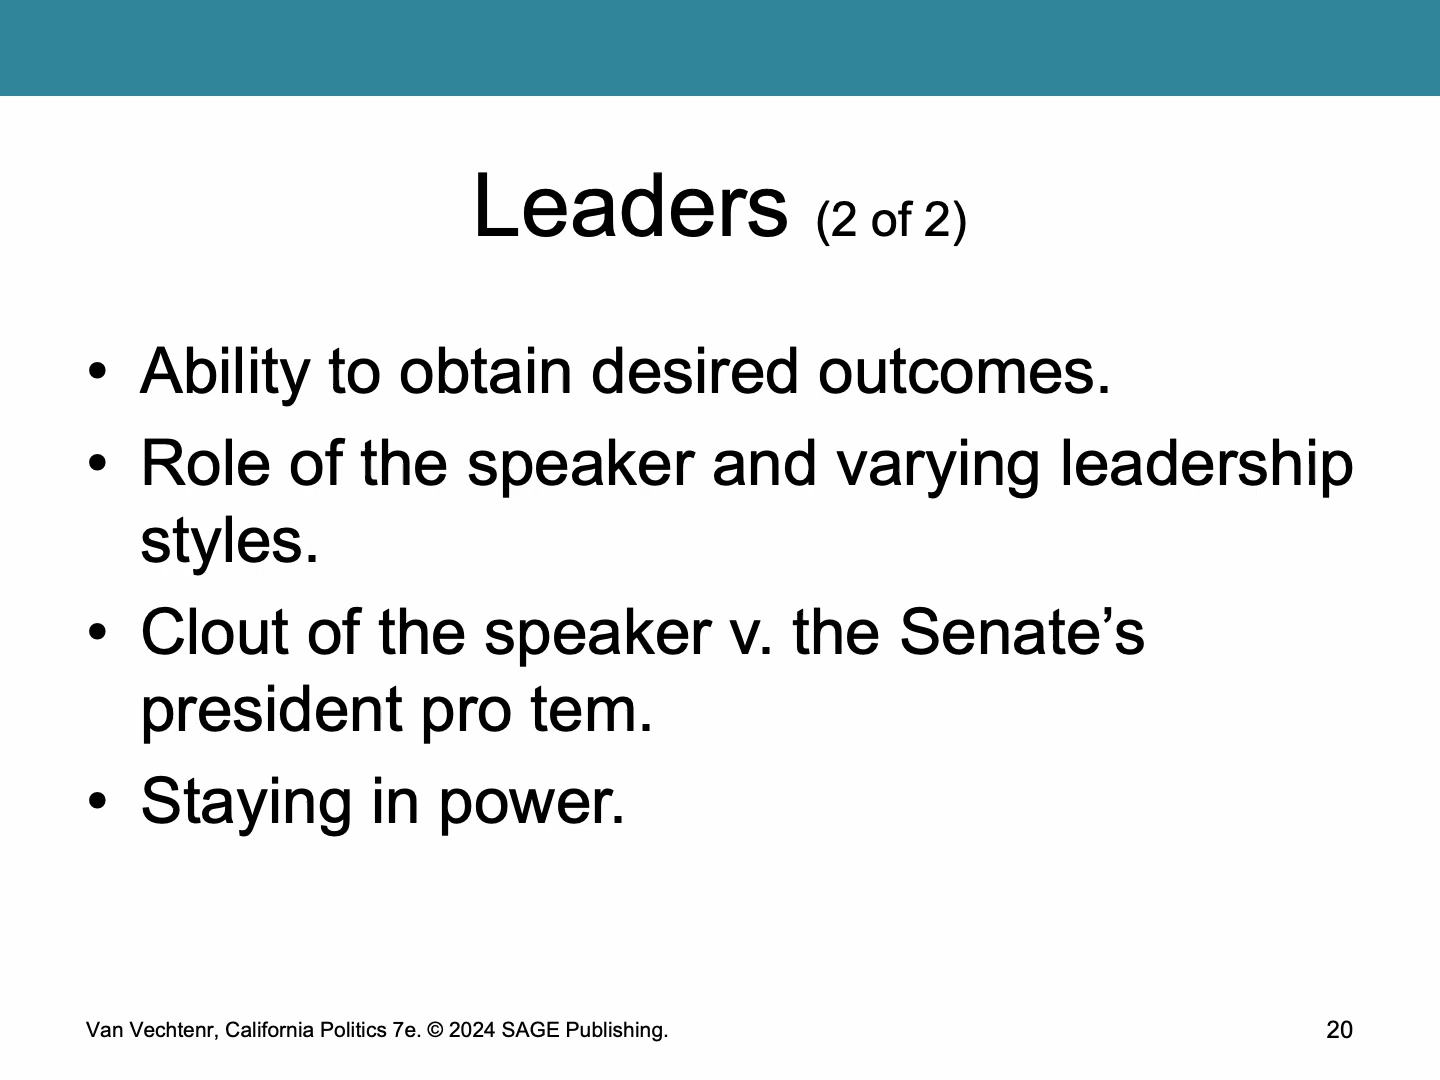 Leaders (2 of 2)
• Ability to obtain desired outcomes.
• Role of the speaker and varying leadership
styles.
• Clout of the speaker v. the Senate’s
president pro tem.
• Staying in power.
Van Vechtenr, California Politics 7e. © 2024 SAGE Publishing.
20